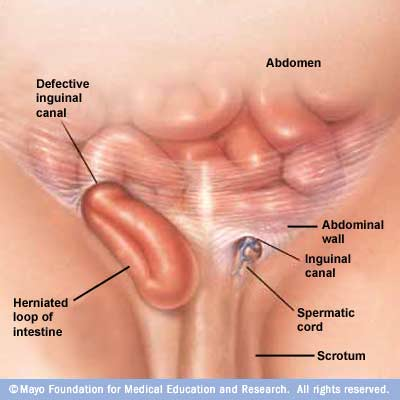 Abdomen
Defective
inguinal
canal
Abdominal
wall
Inguinal
canal
Herniated
loop of
intestine
Spermatic
cord
Scrotum
© Mayo Foundation for Medical Education and Research. All rights reserved.